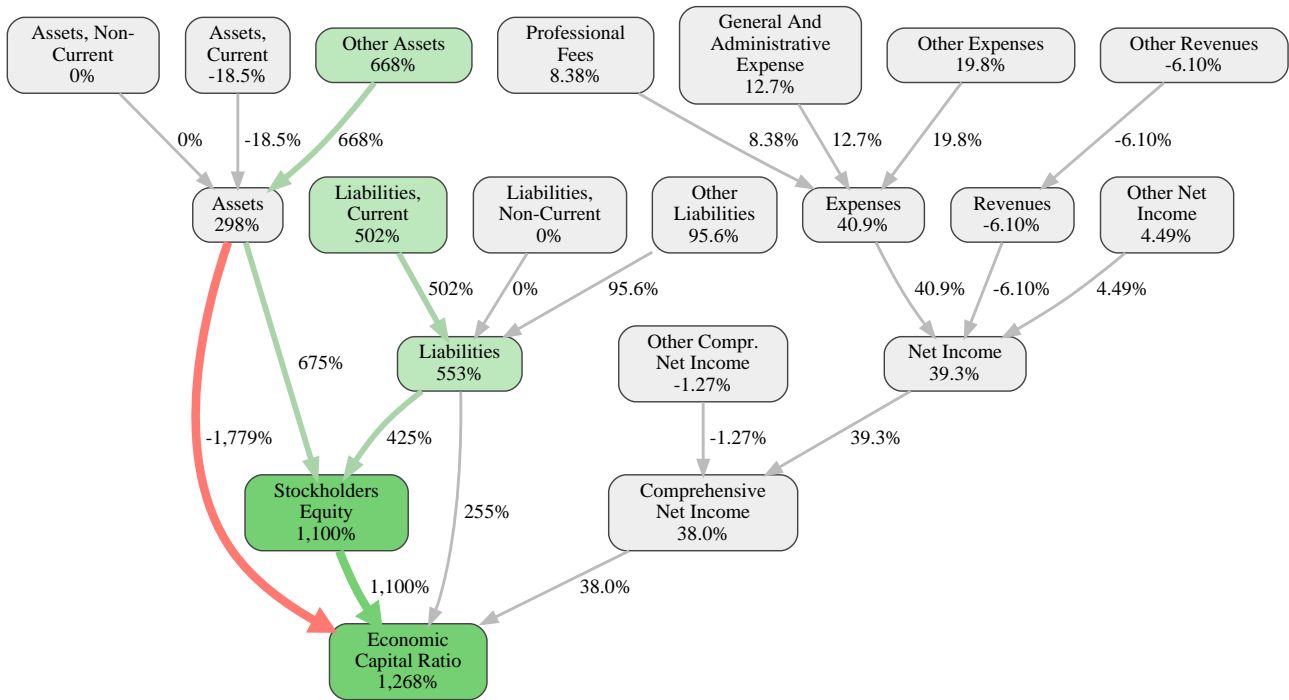 Assets, Non-
Current
0%
Assets,
Current
-18.5%
Other Assets
668%
Professional
Fees
8.38%
General And
Administrative
Expense
12.7%
Other Expenses
19.8%
Other Revenues
-6.10%
0%
-18.5%
668%
8.38%
12.7%
19.8%
-6.10%
Assets
298%
Liabilities,
Current
502%
Liabilities,
Non-Current
0%
Other
Liabilities
95.6%
Expenses
40.9%
Revenues
-6.10%
Other Net
Income
4.49%
502%
0%
95.6%
40.9%
-6.10%
4.49%
675%
Liabilities
553%
Other Compr.
Net Income
-1.27%
Net Income
39.3%
-1,779%
425%
-1.27%
39.3%
Stockholders
Equity
1,100%
255%
Comprehensive
Net Income
38.0%
1,100%
38.0%
Economic
Capital Ratio
1,268%